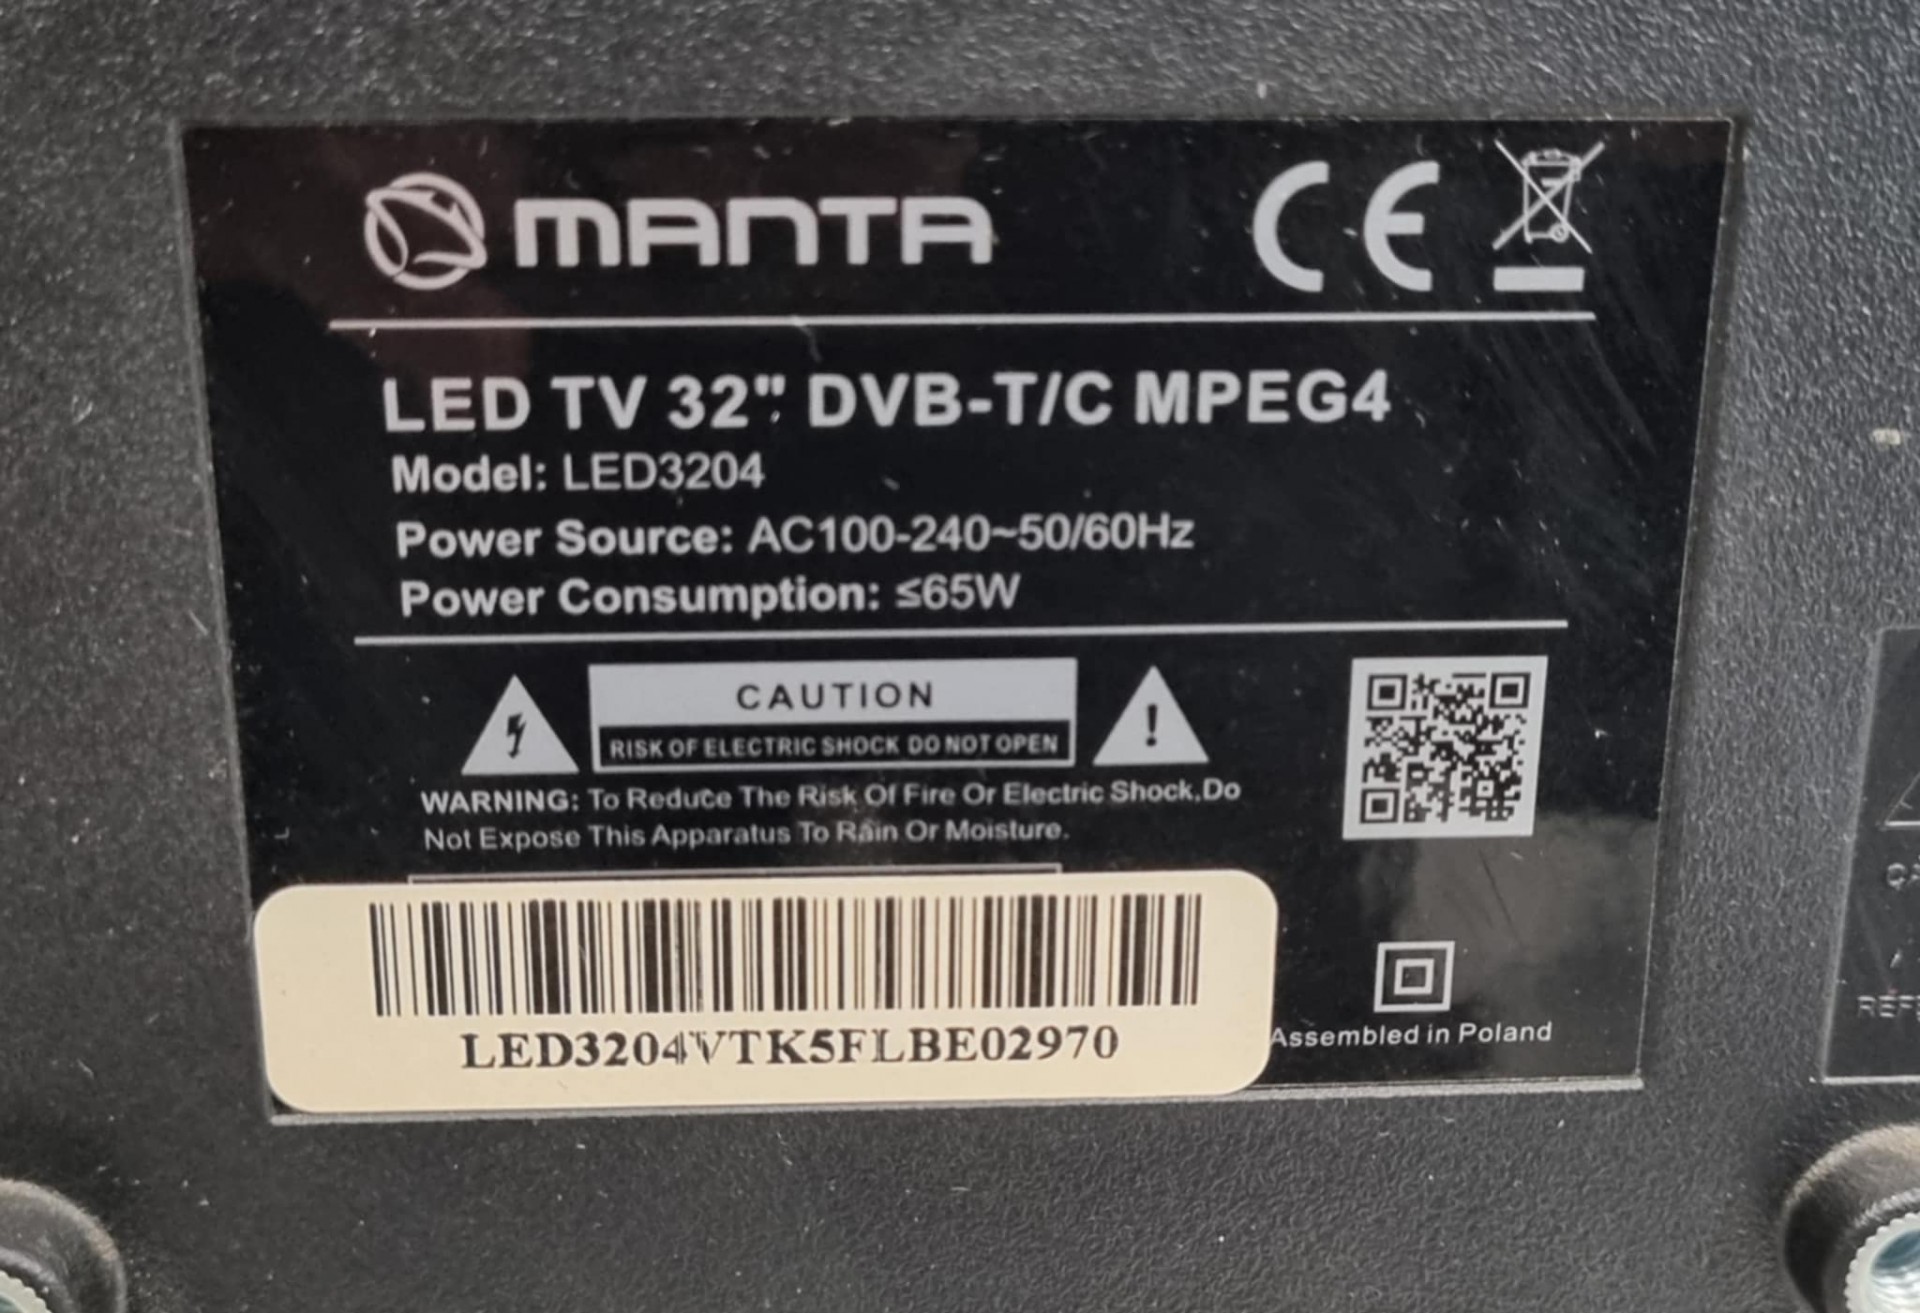 MANTA CE
LED TV 32" DVB-T/C MPEG4
Model: LED3204
Power Source: AC100-240~50/60Hz
Power Consumption: ≤65W
CAUTION
RISK OF ELECTRIC SHOCK DO NOT OPEN
WARNING: To Reduce The Risk Of Fire Or Electric Shock,Do
Not Expose This Apparatus To Rain Or Moisture.
LED3204VTK5FLBE02970
Assembled in Poland